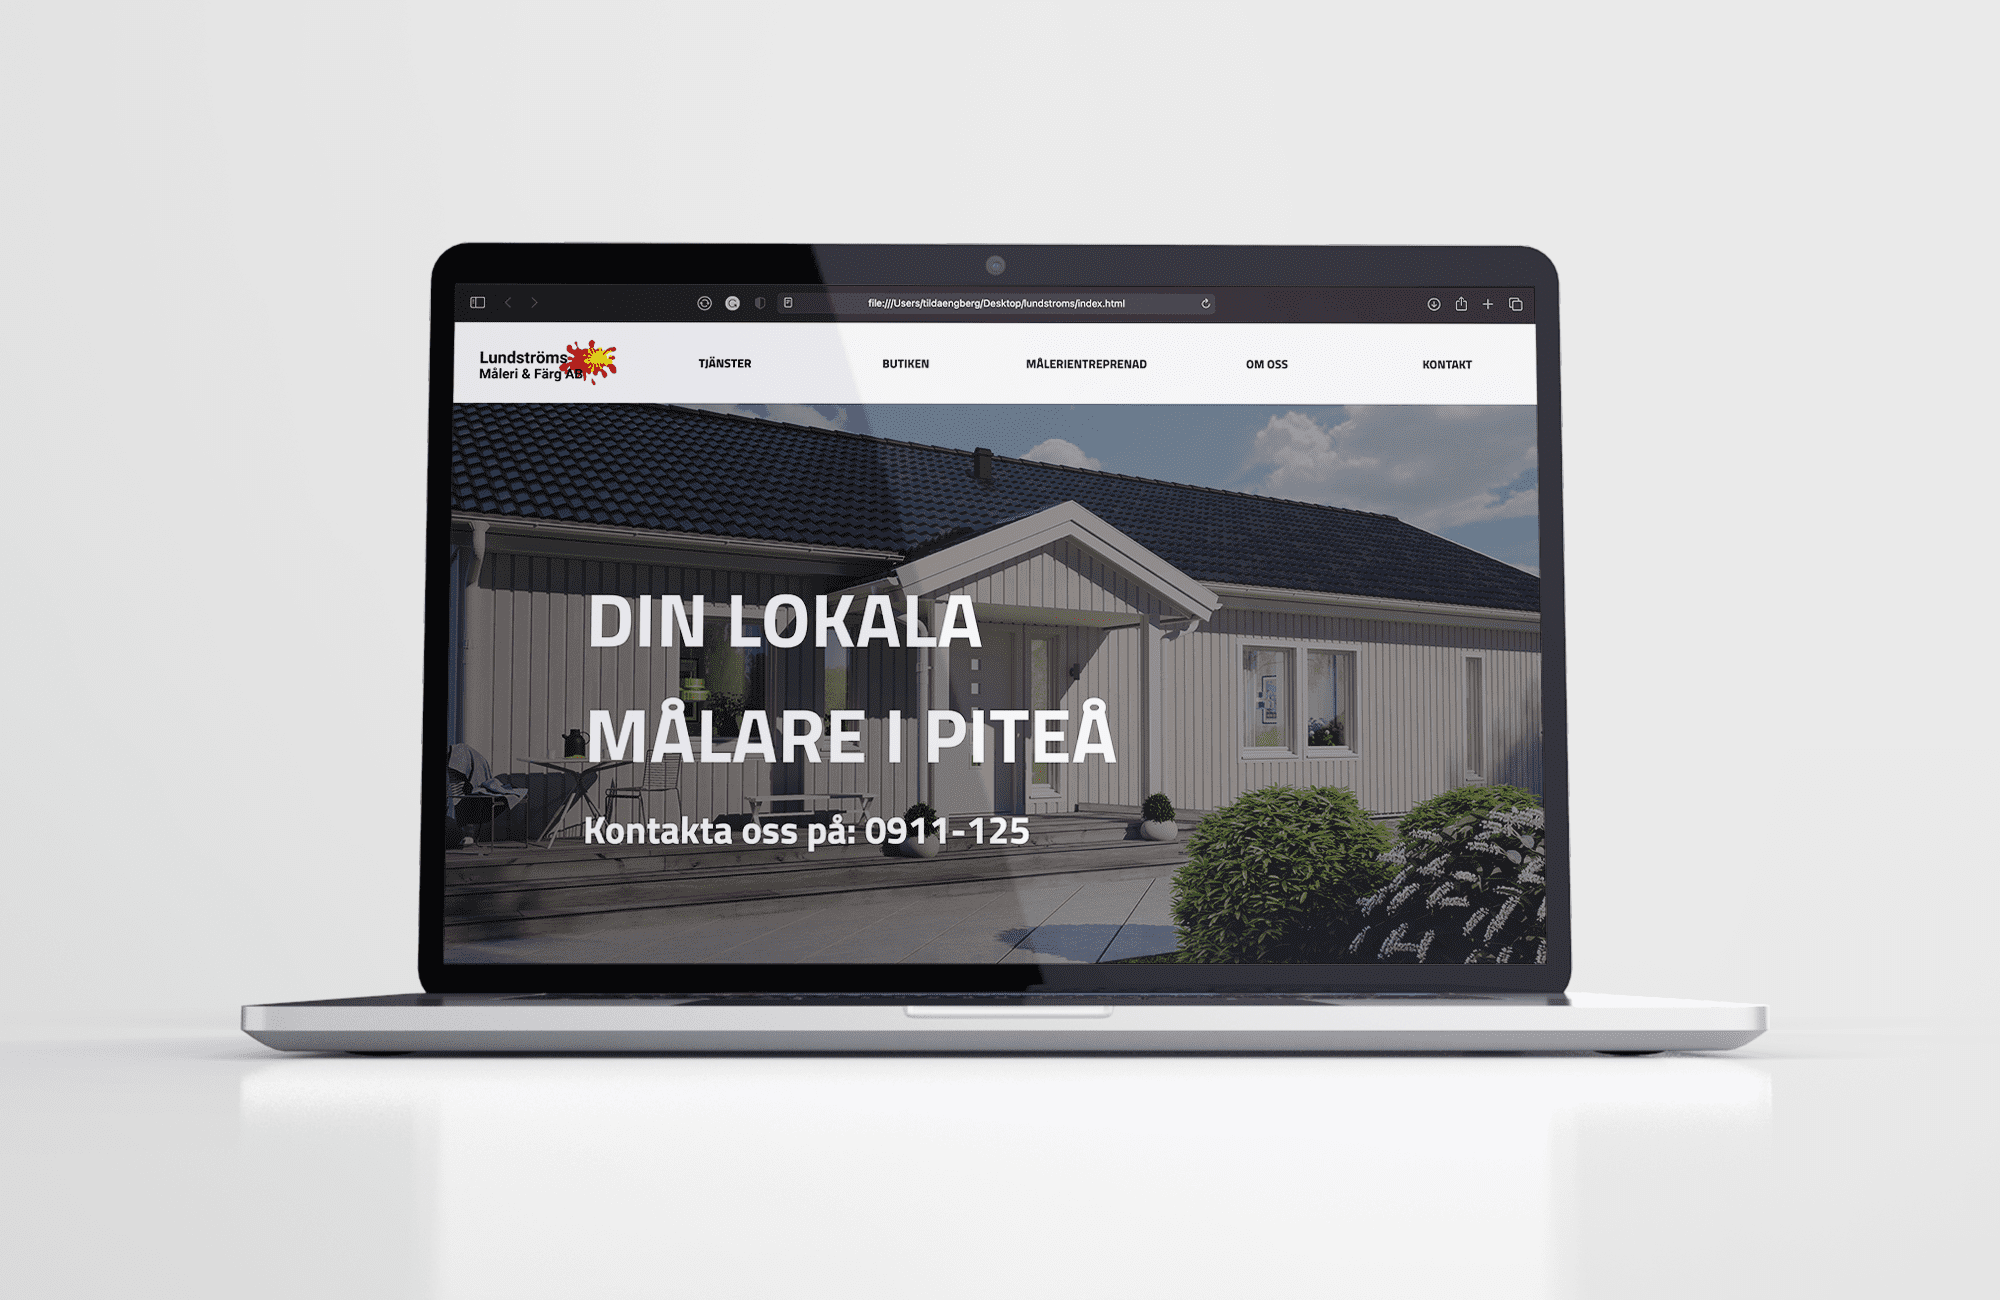 file:///Users/tildaengberg/Desktop/lundstroms/index.html
Lundströms
Måleri & Färg AB
TJÄNSTER
BUTIKEN
MÅLERIENTREPRENAD
OM OSS
KONTAKT
DIN LOKALA
MÅLARE I PITEÅ
Kontakta oss på: 0911-125